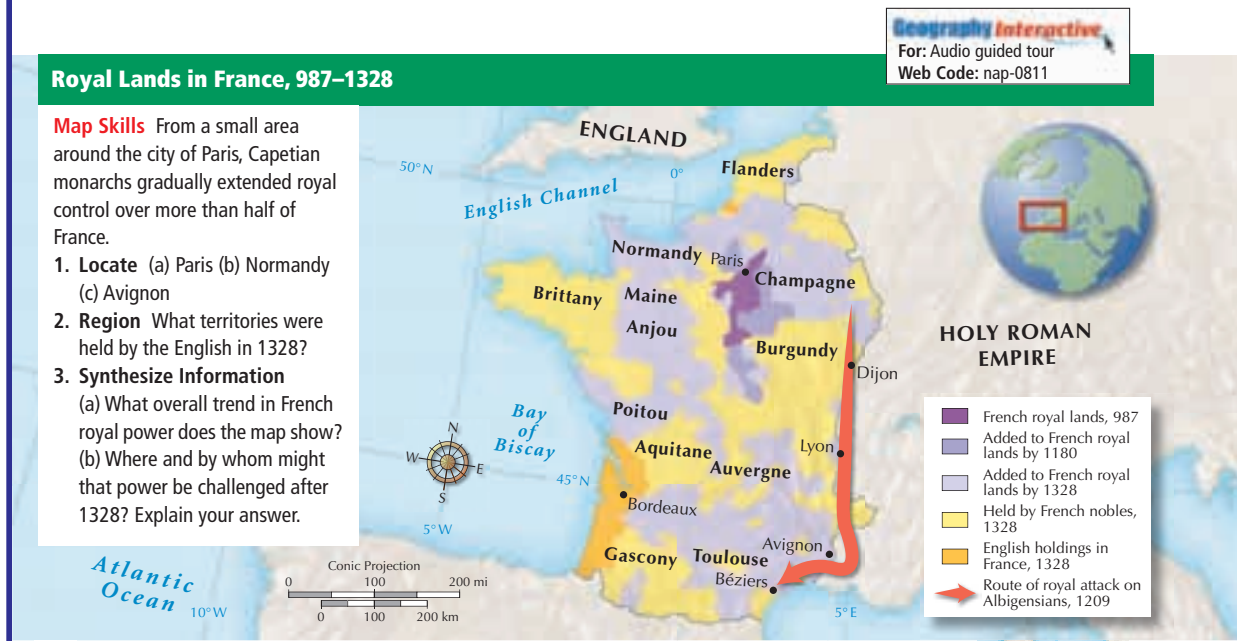 Geography Interactive
For: Audio guided tour
Web Code: nap-0811
Royal Lands in France, 987–1328
Map Skills From a small area
around the city of Paris, Capetian
monarchs gradually extended royal
control over more than half of
France.
1. Locate (a) Paris (b) Normandy
(c) Avignon
2. Region What territories were
held by the English in 1328?
3. Synthesize Information
(a) What overall trend in French
royal power does the map show?
(b) Where and by whom might
that power be challenged after
1328? Explain your answer.
ENGLAND
50°N
0°
Flanders
English Channel
Normandy
Paris
Champagne
Brittany
Maine
Anjou
Burgundy
Dijon
HOLY ROMAN
EMPIRE
Poitou
Bay
of
Biscay
Aquitane
Auvergne
Lyon
N
W
E
S
45°N
Bordeaux
5°W
Gascony
Toulouse
Avignon
Béziers
5°E
Atlantic
Ocean
10°W
Conic Projection
0 100 200 mi
0 100 200 km
French royal lands, 987
Added to French royal
lands by 1180
Added to French royal
lands by 1328
Held by French nobles,
1328
English holdings in
France, 1328
Route of royal attack on
Albigensians, 1209